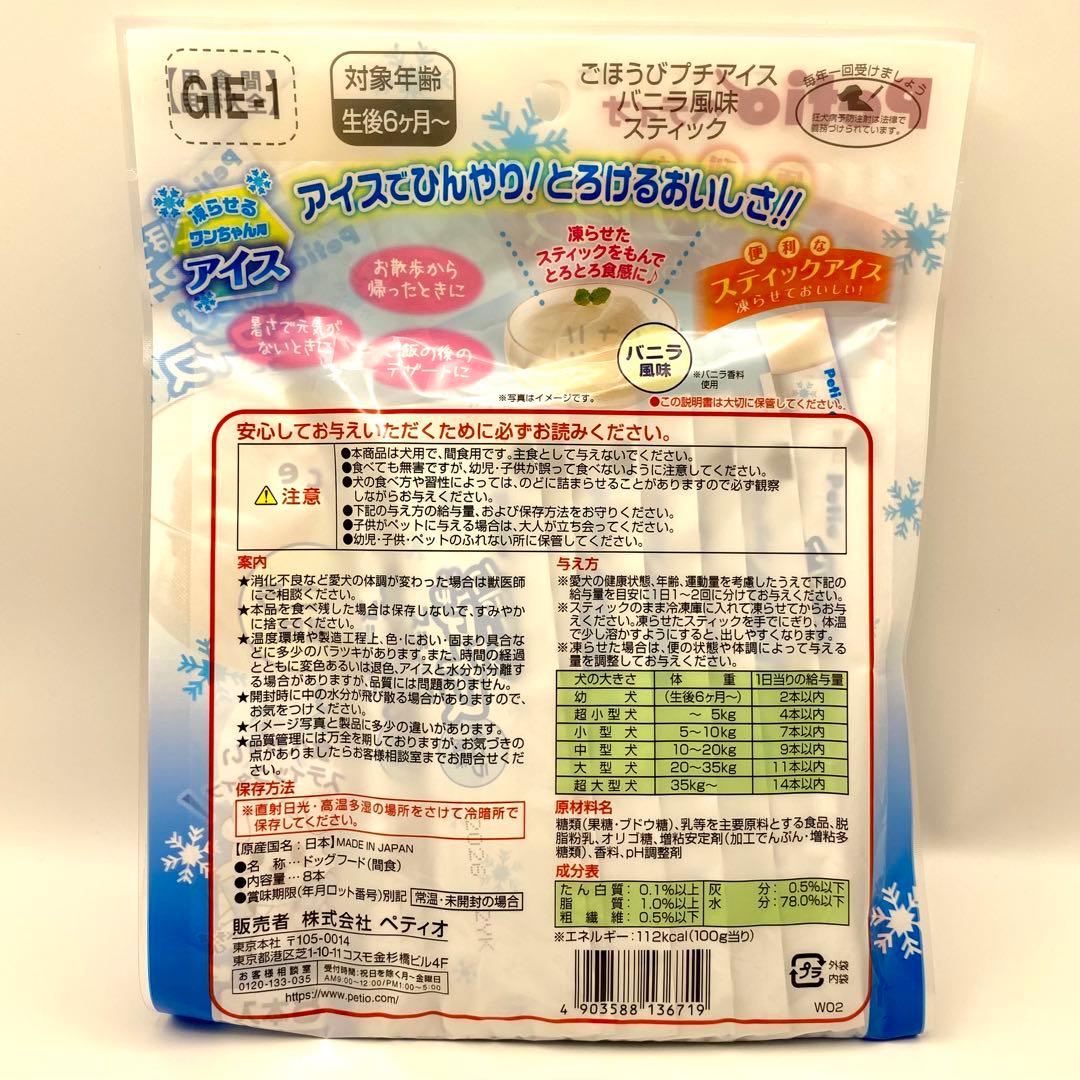 GIE-1
対象年齢
生後6ヶ月～
ごほうびプチアイス
バニラ風味
スティック
毎年一回受けましょう
狂犬病予防注射は法律で
義務づけられています。
アイスでひんやり!とろけるおいしさ!!
凍らせる
ワンちゃん用
アイス
お散歩から
帰ったときに
暑さで元気が
ないときに
ご飯の後の
デザートに
凍らせた
スティックをもんで
とろとろ食感に♪
便利な
スティックアイス
凍らせておいしい!
バニラ
風味
※バニラ香料
使用
※写真はイメージです。
●この説明書は大切に保管してください。
安心してお与えいただくために必ずお読みください。
注意
●本商品は犬用で、間食用です。主食として与えないでください。
●食べても無害ですが、幼児・子供が誤って食べないように注意してください。
●犬の食べ方や習性によっては、のどに詰まらせることがありますので必ず観察
しながらお与えください。
●下記の与え方の給与量、および保存方法をお守りください。
●子供がペットに与える場合は、大人が立ち会ってください。
●幼児・子供・ペットのふれない所に保管してください。
案内
★消化不良など愛犬の体調が変わった場合は獣医師
にご相談ください。
★本品を食べ残した場合は保存しないで、すみやか
に捨ててください。
★温度環境や製造工程上、色・におい・固まり具合な
どに多少のバラツキがあります。また、時間の経過
とともに変色あるいは退色、アイスと水分が分離す
る場合がありますが、品質には問題ありません。
★開封時に中の水分が飛び散る場合がありますので、
お気をつけください。
★イメージ写真と製品に多少の違いがあります。
★品質管理には万全を期しておりますが、お気づきの
点がありましたらお客様相談室までお問合せくださ
い。
保存方法
※直射日光・高温多湿の場所をさけて冷暗所で
保存してください。
【原産国名:日本】MADE IN JAPAN
●名 称…ドッグフード(間食)
●内容量…8本
●賞味期限(年月ロット番号)別記 常温・未開封の場合
販売者 株式会社 ペティオ
東京本社 〒105-0014
東京都港区芝1-10-11コスモ金杉橋ビル4F
お客様相談室
0120-133-035
受付時間:祝日を除く月～金曜日
AM9:00～12:00/PM1:00～5:00
https://www.petio.com/
与え方
※愛犬の健康状態、年齢、運動量を考慮したうえで下記の
給与量を目安に1日1～2回に分けてお与えください。
※スティックのまま冷凍庫に入れて凍らせてからお与
えください。凍らせたスティックを手でにぎり、体温
で少し溶かすようにすると、出しやすくなります。
※凍らせた場合は、便の状態や体調によって与える
量を調整してお与えください。
犬の大きさ 体重 1日当りの給与量
幼犬 (生後6ヶ月～) 2本以内
超小型犬 ～ 5kg 4本以内
小型犬 5～10kg 7本以内
中型犬 10～20kg 9本以内
大型犬 20～35kg 11本以内
超大型犬 35kg～ 14本以内
原材料名
糖類(果糖・ブドウ糖)、乳等を主要原料とする食品、脱
脂粉乳、オリゴ糖、増粘安定剤(加工でんぷん・増粘多
糖類)、香料、pH調整剤
成分表
たん白質:0.1%以上 灰分:0.5%以下
脂質:1.0%以上 水分:78.0%以下
粗繊維:0.5%以下
※エネルギー:112kcal(100g当り)
4 903588 136719
プラ
外袋
内袋
W02